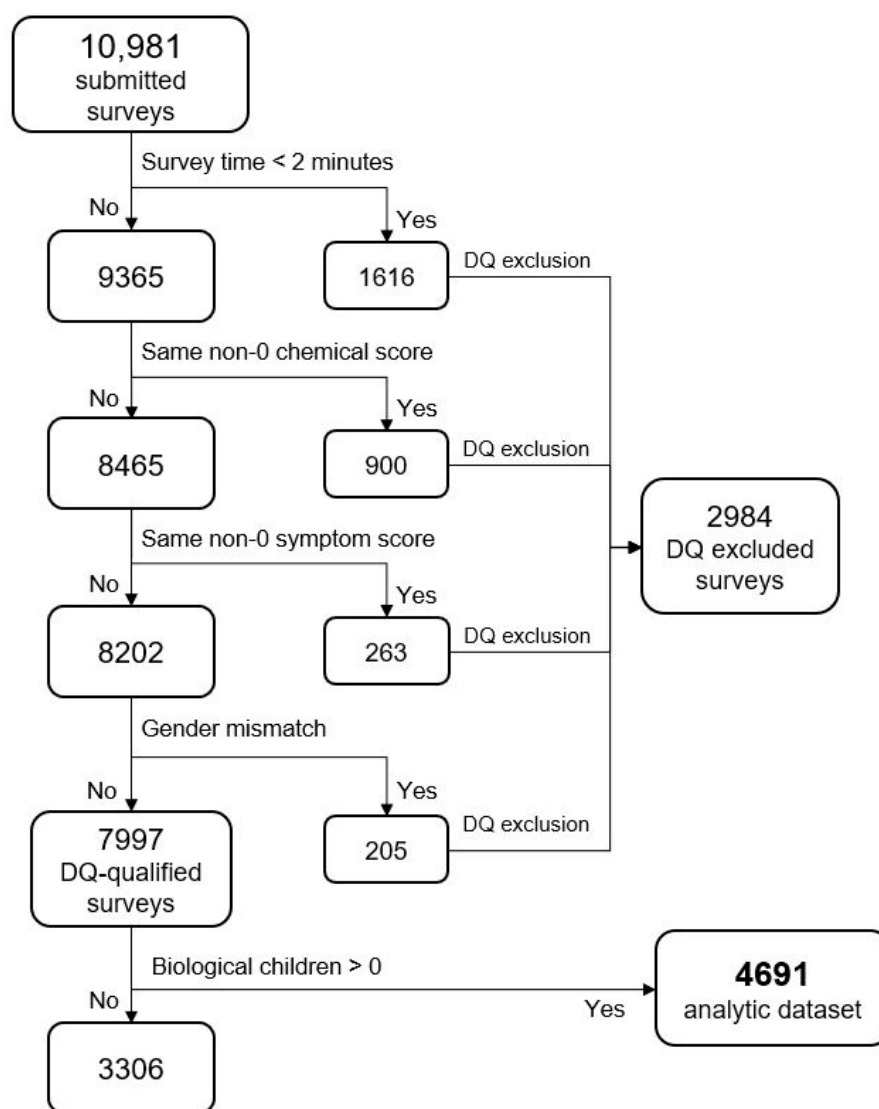 10,981
submitted
surveys
Survey time < 2 minutes
No
Yes
9365
1616
DQ exclusion
Same non-0 chemical score
No
Yes
8465
900
DQ exclusion
Same non-0 symptom score
No
Yes
8202
263
DQ exclusion
2984
DQ excluded
surveys
Gender mismatch
No
Yes
7997
DQ-qualified
surveys
205
DQ exclusion
Biological children > 0
No
Yes
4691
analytic dataset
3306